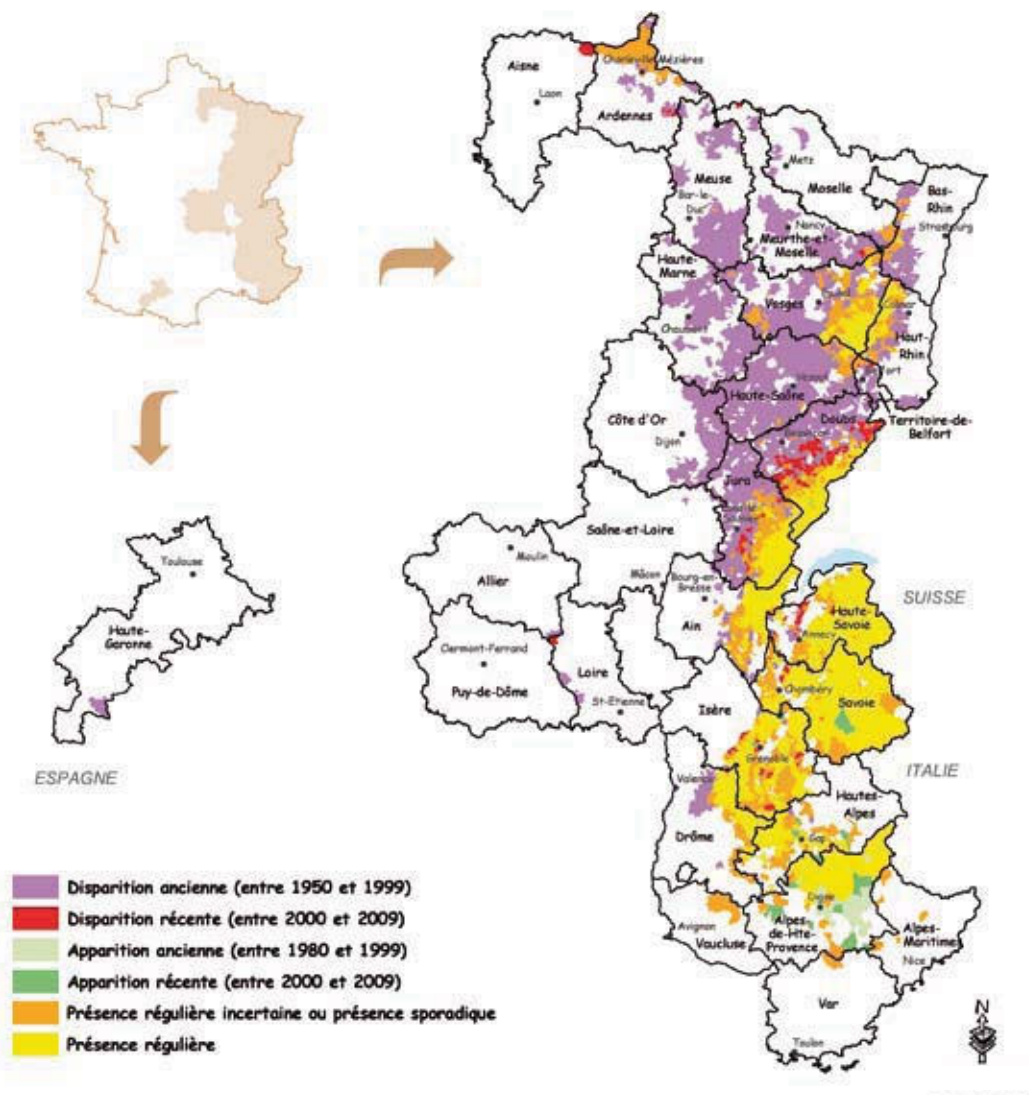 Aisne
Laon
Charleville Mézières
Ardennes
Meuse
Bar-le-
Duc
Metz
Moselle
Bas-
Rhin
Strasbourg
Nancy
Meurthe-et-
Moselle
Haute-
Marne
Chaumont
Vosges
Colmar
Haut-
Rhin
Haute-Saône
Côte d'Or
Dijon
Doubs
Territoire-de-
Belfort
Jura
Saône-et-Loire
Toulouse
Haute-
Garonne
ESPAGNE
Moulin
Allier
Mâcon
Bourg-en-
Bresse
Ain
SUISSE
Haute-
Savoie
Annecy
Clermont-Ferrand
Puy-de-Dôme
Loire
St-Etienne
Chambéry
Savoie
Isère
Grenoble
ITALIE
Valence
Hautes-
Alpes
Drôme
Gap
Digne
Avignon
Vaucluse
Alpes
de-Hte-
Provence
Alpes-
Maritime
Nice
Var
Toulon
N
Disparition ancienne (entre 1950 et 1999)
Disparition récente (entre 2000 et 2009)
Apparition ancienne (entre 1980 et 1999)
Apparition récente (entre 2000 et 2009)
Présence régulière incertaine ou présence sporadique
Présence régulière